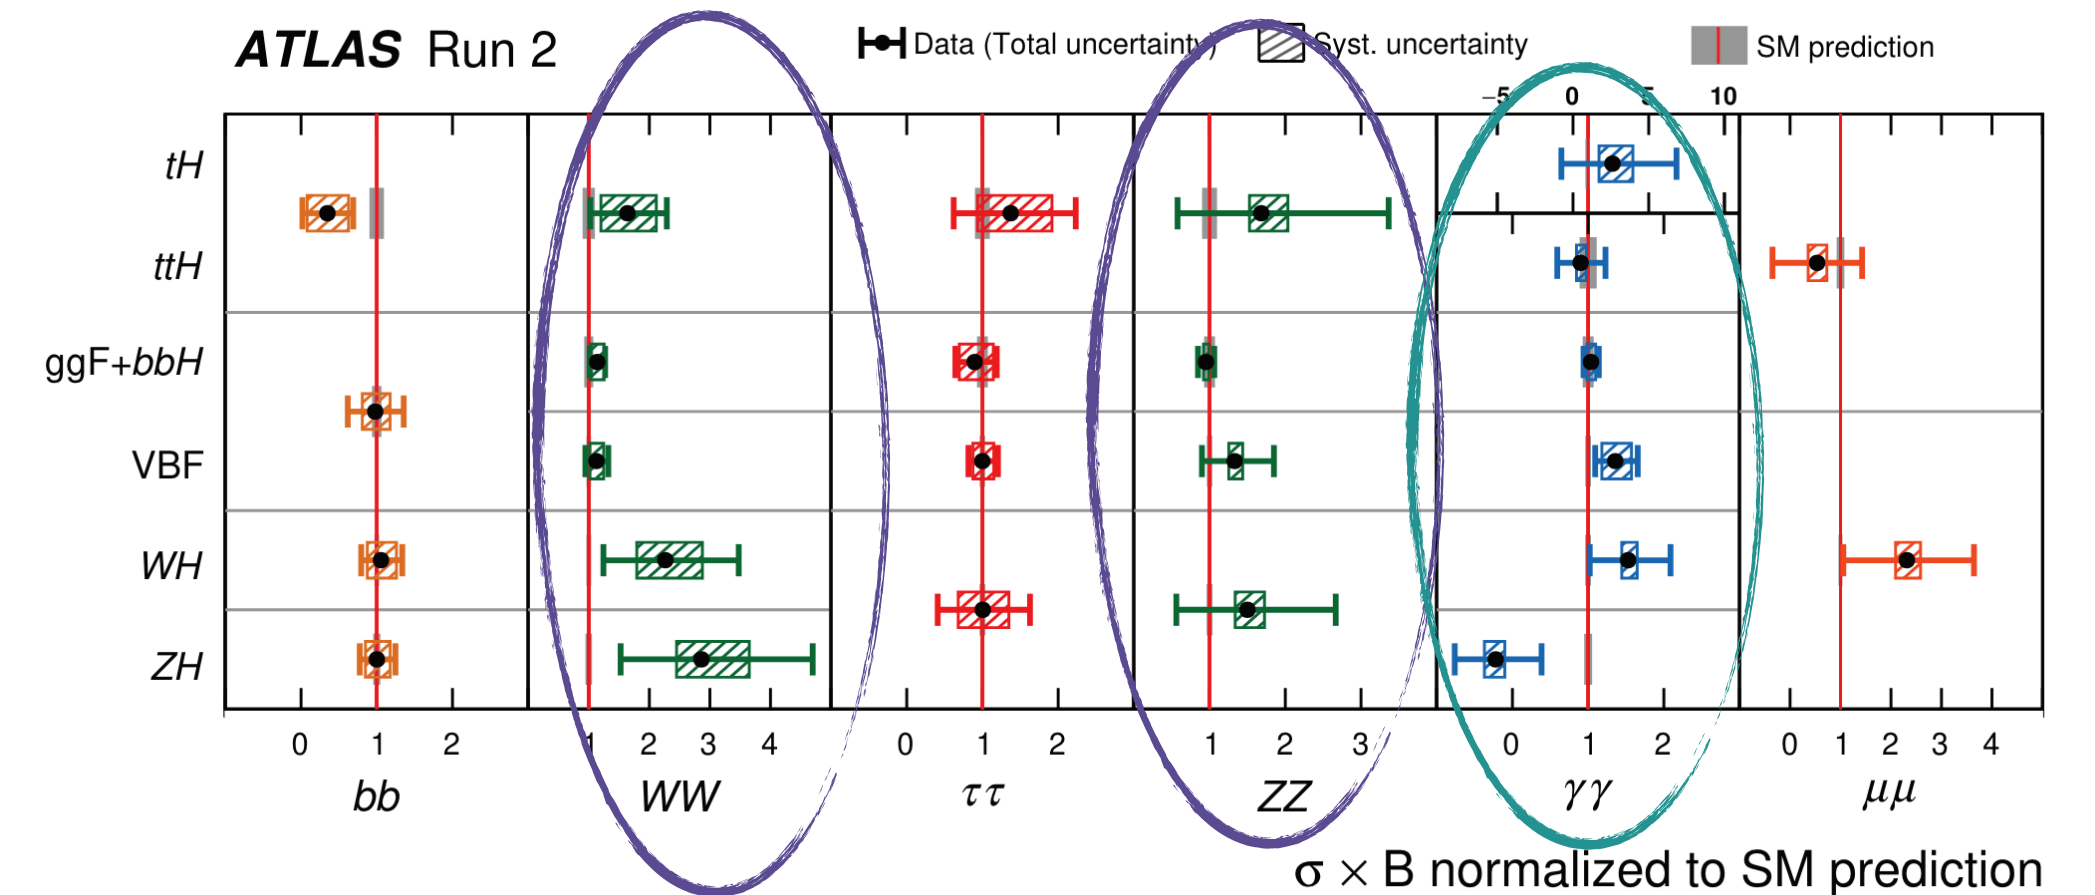 ATLAS Run 2
Data (Total uncertainty) Syst. uncertainty SM prediction
−5 0 5 10
tH
ttH
ggF+bbH
VBF
WH
ZH
0 1 2 1 2 3 4 0 1 2 1 2 3 0 1 2 0 1 2 3 4
bb WW ττ ZZ γγ μμ
σ × B normalized to SM prediction